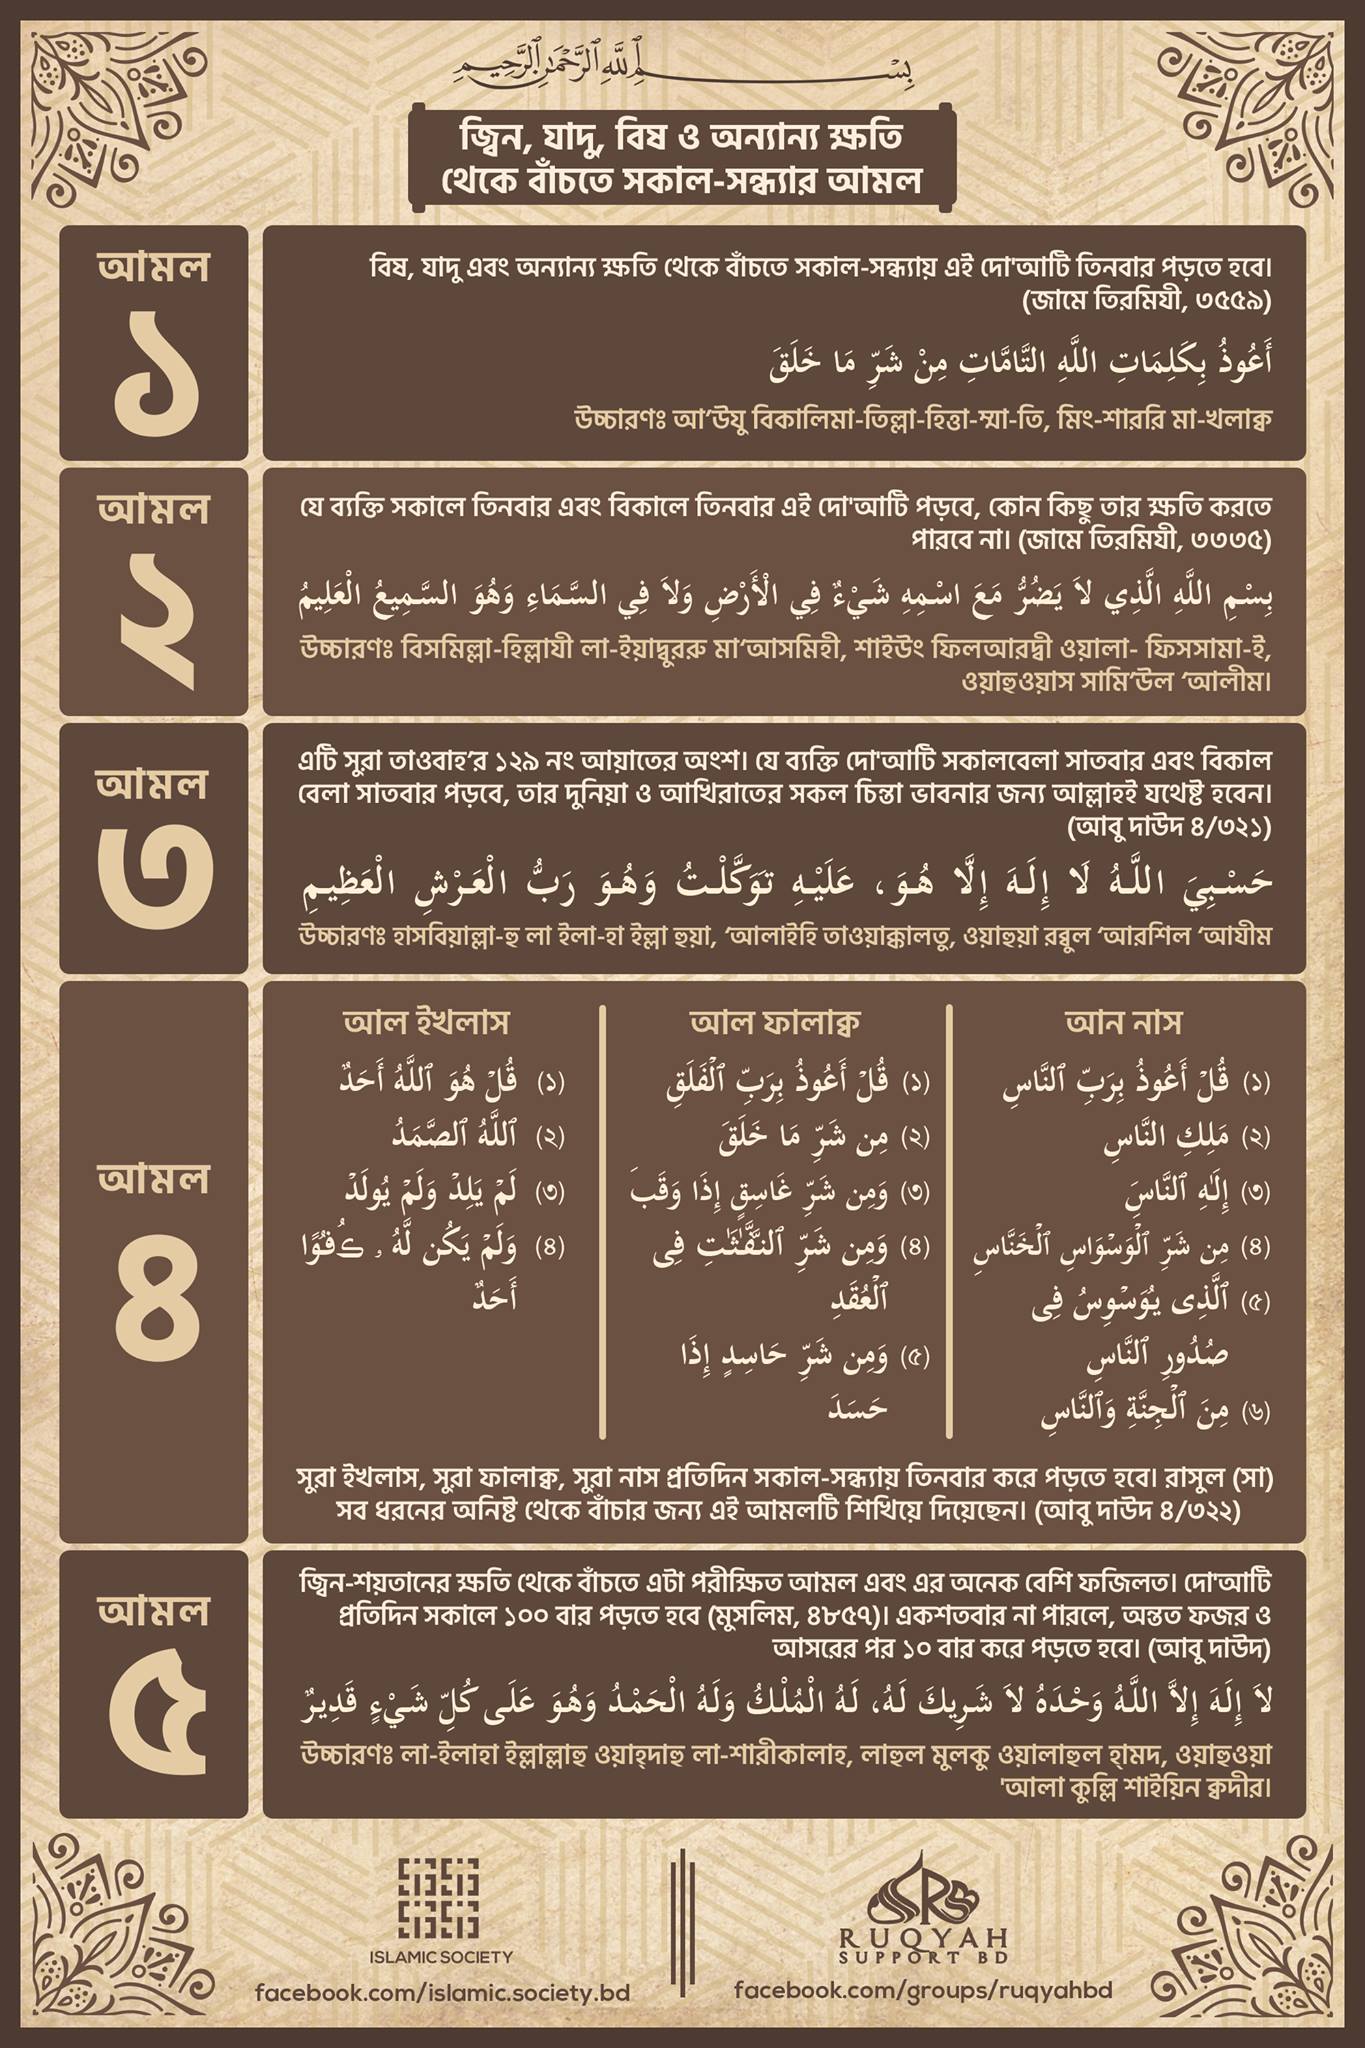 بِسْمِ ٱللَّهِ ٱلرَّحْمَٰنِ ٱلرَّحِيمِ
জ্বিন, যাদু, বিষ ও অন্যান্য ক্ষতি
থেকে বাঁচতে সকাল-সন্ধ্যার আমল
আমল
১
বিষ, যাদু এবং অন্যান্য ক্ষতি থেকে বাঁচতে সকাল-সন্ধ্যায় এই দো'আটি তিনবার পড়তে হবে।
(জামে তিরমিযী, ৩৫৫৯)
أَعُوذُ بِكَلِمَاتِ اللَّهِ التَّامَّاتِ مِنْ شَرِّ مَا خَلَقَ
উচ্চারণঃ আ'উযু বিকালিমা-তিল্লা-হিত্তা-ম্মা-তি, মিং-শাররি মা-খলাক্ব
আমল
২
যে ব্যক্তি সকালে তিনবার এবং বিকালে তিনবার এই দো'আটি পড়বে, কোন কিছু তার ক্ষতি করতে
পারবে না। (জামে তিরমিযী, ৩৩৩৫)
بِسْمِ اللَّهِ الَّذِي لاَ يَضُرُّ مَعَ اسْمِهِ شَيْءٌ فِي الْأَرْضِ وَلاَ فِي السَّمَاءِ وَهُوَ السَّمِيعُ الْعَلِيمُ
উচ্চারণঃ বিসমিল্লা-হিল্লাযী লা-ইয়াদ্বুররু মা'আসমিহী, শাইউং ফিলআরদ্বী ওয়ালা- ফিসসামা-ই,
ওয়াহুওয়াস সামি'উল 'আলীম।
আমল
৩
এটি সুরা তাওবাহ'র ১২৯ নং আয়াতের অংশ। যে ব্যক্তি দো'আটি সকালবেলা সাতবার এবং বিকাল
বেলা সাতবার পড়বে, তার দুনিয়া ও আখিরাতের সকল চিন্তা ভাবনার জন্য আল্লাহই যথেষ্ট হবেন।
(আবু দাউদ ৪/৩২১)
حَسْبِيَ اللَّهُ لَا إِلَهَ إِلَّا هُوَ، عَلَيْهِ تَوَكَّلْتُ وَهُوَ رَبُّ الْعَرْشِ الْعَظِيمِ
উচ্চারণঃ হাসবিয়াল্লা-হু লা ইলা-হা ইল্লা হুয়া, 'আলাইহি তাওয়াক্কালতু, ওয়াহুয়া রব্বুল 'আরশিল 'আযীম
আমল
৪
আল ইখলাস
(১) قُلْ هُوَ ٱللَّهُ أَحَدٌ
(২) ٱللَّهُ ٱلصَّمَدُ
(৩) لَمْ يَلِدْ وَلَمْ يُولَدْ
(৪) وَلَمْ يَكُن لَّهُۥ كُفُوًا
أَحَدٌ
আল ফালাক্ব
(১) قُلْ أَعُوذُ بِرَبِّ ٱلْفَلَقِ
(২) مِن شَرِّ مَا خَلَقَ
(৩) وَمِن شَرِّ غَاسِقٍ إِذَا وَقَبَ
(৪) وَمِن شَرِّ ٱلنَّفَّٰثَٰتِ فِى
ٱلْعُقَدِ
(৫) وَمِن شَرِّ حَاسِدٍ إِذَا
حَسَدَ
আন নাস
(১) قُلْ أَعُوذُ بِرَبِّ ٱلنَّاسِ
(২) مَلِكِ النَّاسِ
(৩) إِلَٰهِ ٱلنَّاسِ
(৪) مِن شَرِّ ٱلْوَسْوَاسِ ٱلْخَنَّاسِ
(৫) ٱلَّذِى يُوَسْوِسُ فِى
صُدُورِ ٱلنَّاسِ
(৬) مِنَ ٱلْجِنَّةِ وَٱلنَّاسِ
সুরা ইখলাস, সুরা ফালাক্ব, সুরা নাস প্রতিদিন সকাল-সন্ধ্যায় তিনবার করে পড়তে হবে। রাসুল (সা)
সব ধরনের অনিষ্ট থেকে বাঁচার জন্য এই আমলটি শিখিয়ে দিয়েছেন। (আবু দাউদ ৪/৩২২)
আমল
৫
জ্বিন-শয়তানের ক্ষতি থেকে বাঁচতে এটা পরীক্ষিত আমল এবং এর অনেক বেশি ফজিলত। দো'আটি
প্রতিদিন সকালে ১০০ বার পড়তে হবে (মুসলিম, ৪৮৫৭)। একশতবার না পারলে, অন্তত ফজর ও
আসরের পর ১০ বার করে পড়তে হবে। (আবু দাউদ)
لاَ إِلَهَ إِلاَّ اللَّهُ وَحْدَهُ لاَ شَرِيكَ لَهُ، لَهُ الْمُلْكُ وَلَهُ الْحَمْدُ وَهُوَ عَلَى كُلِّ شَيْءٍ قَدِيرٌ
উচ্চারণঃ লা-ইলাহা ইল্লাল্লাহু ওয়াহ্‌দাহু লা-শারীকালাহ, লাহুল মুলকু ওয়ালাহুল হা্মদ, ওয়াহুওয়া
'আলা কুল্লি শাইয়িন ক্বদীর।
ISLAMIC SOCIETY
facebook.com/islamic.society.bd
RUQYAH
SUPPORT BD
facebook.com/groups/ruqyahbd